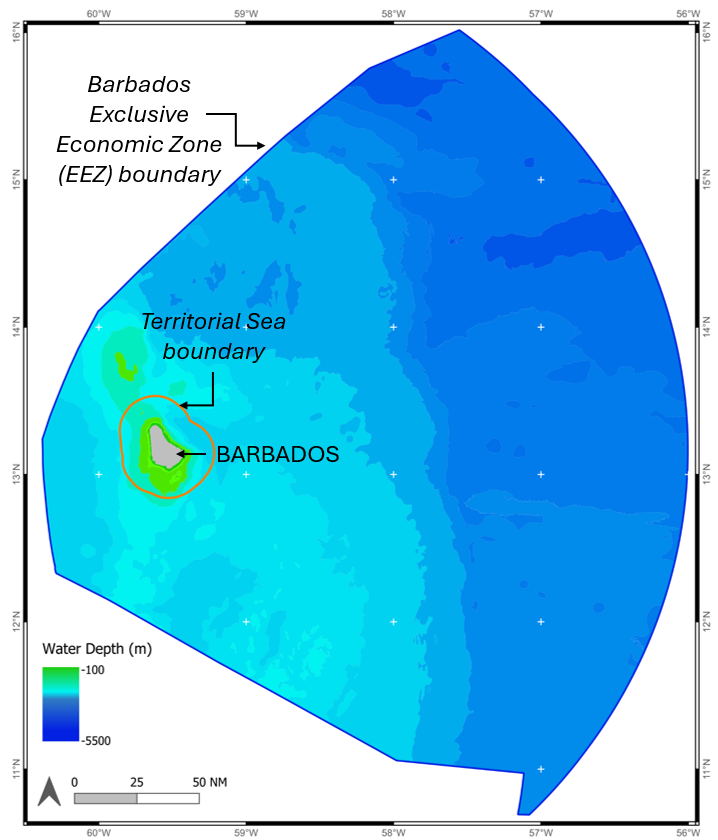 60°W 59°W 58°W 57°W 56°W
16°N 16°N
Barbados
Exclusive
Economic Zone
(EEZ) boundary
15°N 15°N
14°N 14°N
Territorial Sea
boundary
BARBADOS
13°N 13°N
12°N 12°N
Water Depth (m)
-100
-5500
11°N 11°N
0 25 50 NM
60°W 59°W 58°W 57°W 56°W